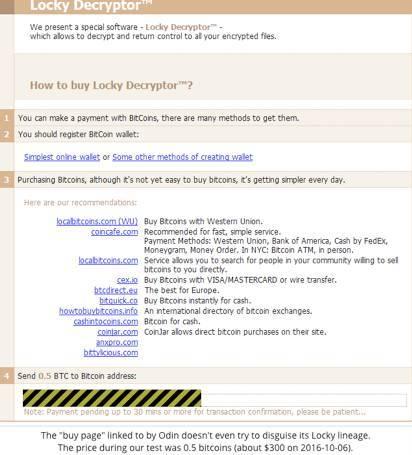 Locky Decryptor™
We present a special software - Locky Decryptor™ -
which allows to decrypt and return control to all your encrypted files.
How to buy Locky Decryptor™?
1 You can make a payment with BitCoins, there are many methods to get them.
2 You should register BitCoin wallet:
Simplest online wallet or Some other methods of creating wallet
3 Purchasing Bitcoins, although it's not yet easy to buy bitcoins, it's getting simpler every day.
Here are our recommendations:
localbitcoins.com (WU) Buy Bitcoins with Western Union.
coincafe.com Recommended for fast, simple service.
Payment Methods: Western Union, Bank of America, Cash by FedEx,
Moneygram, Money Order. In NYC: Bitcoin ATM, in person.
localbitcoins.com Service allows you to search for people in your community willing to sell
bitcoins to you directly.
cex.io Buy Bitcoins with VISA/MASTERCARD or wire transfer.
btcdirect.eu The best for Europe.
bitquick.co Buy Bitcoins instantly for cash.
howtobuybitcoins.info An international directory of bitcoin exchanges.
cashintocoins.com Bitcoin for cash.
coinjar.com CoinJar allows direct bitcoin purchases on their site.
anxpro.com
bittylicious.com
4 Send 0.5 BTC to Bitcoin address:
Note: Payment pending up to 30 mins or more for transaction confirmation, please be patient...
The "buy page" linked to by Odin doesn't even try to disguise its Locky lineage.
The price during our test was 0.5 bitcoins (about $300 on 2016-10-06).